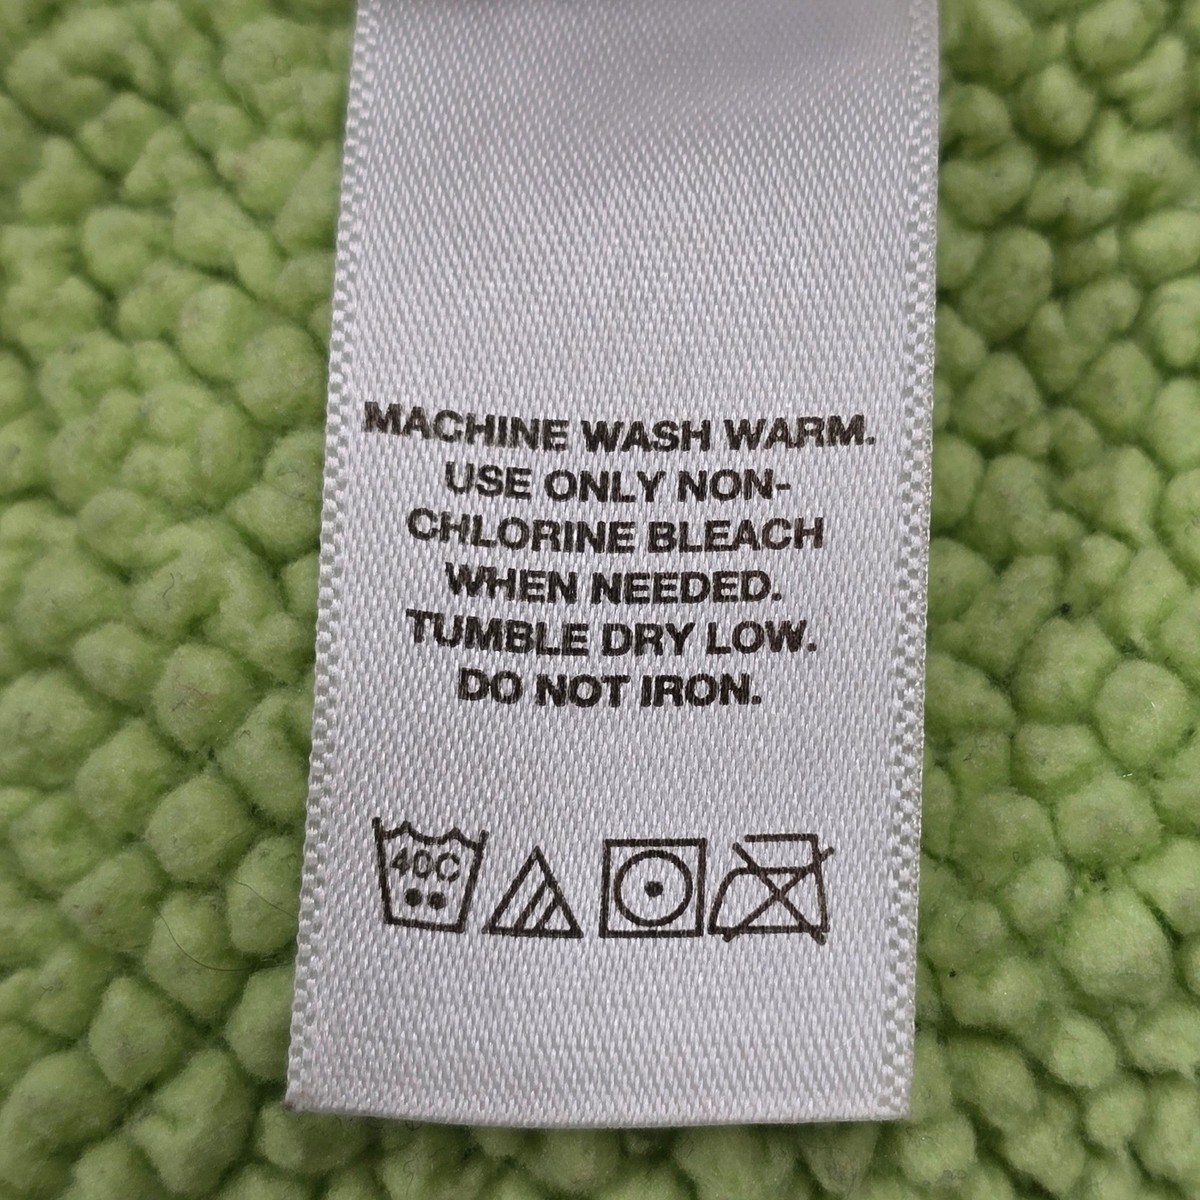 MACHINE WASH WARM.
USE ONLY NON-
CHLORINE BLEACH
WHEN NEEDED.
TUMBLE DRY LOW.
DO NOT IRON.
40C